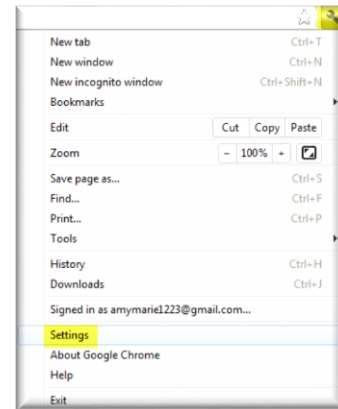 New tab Ctrl+T
New window Ctrl+N
New incognito window Ctrl+Shift+N
Bookmarks
Edit Cut Copy Paste
Zoom - 100% +
Save page as... Ctrl+S
Find... Ctrl+F
Print... Ctrl+P
Tools
History Ctrl+H
Downloads Ctrl+J
Signed in as amymarie1223@gmail.com...
Settings
About Google Chrome
Help
Exit